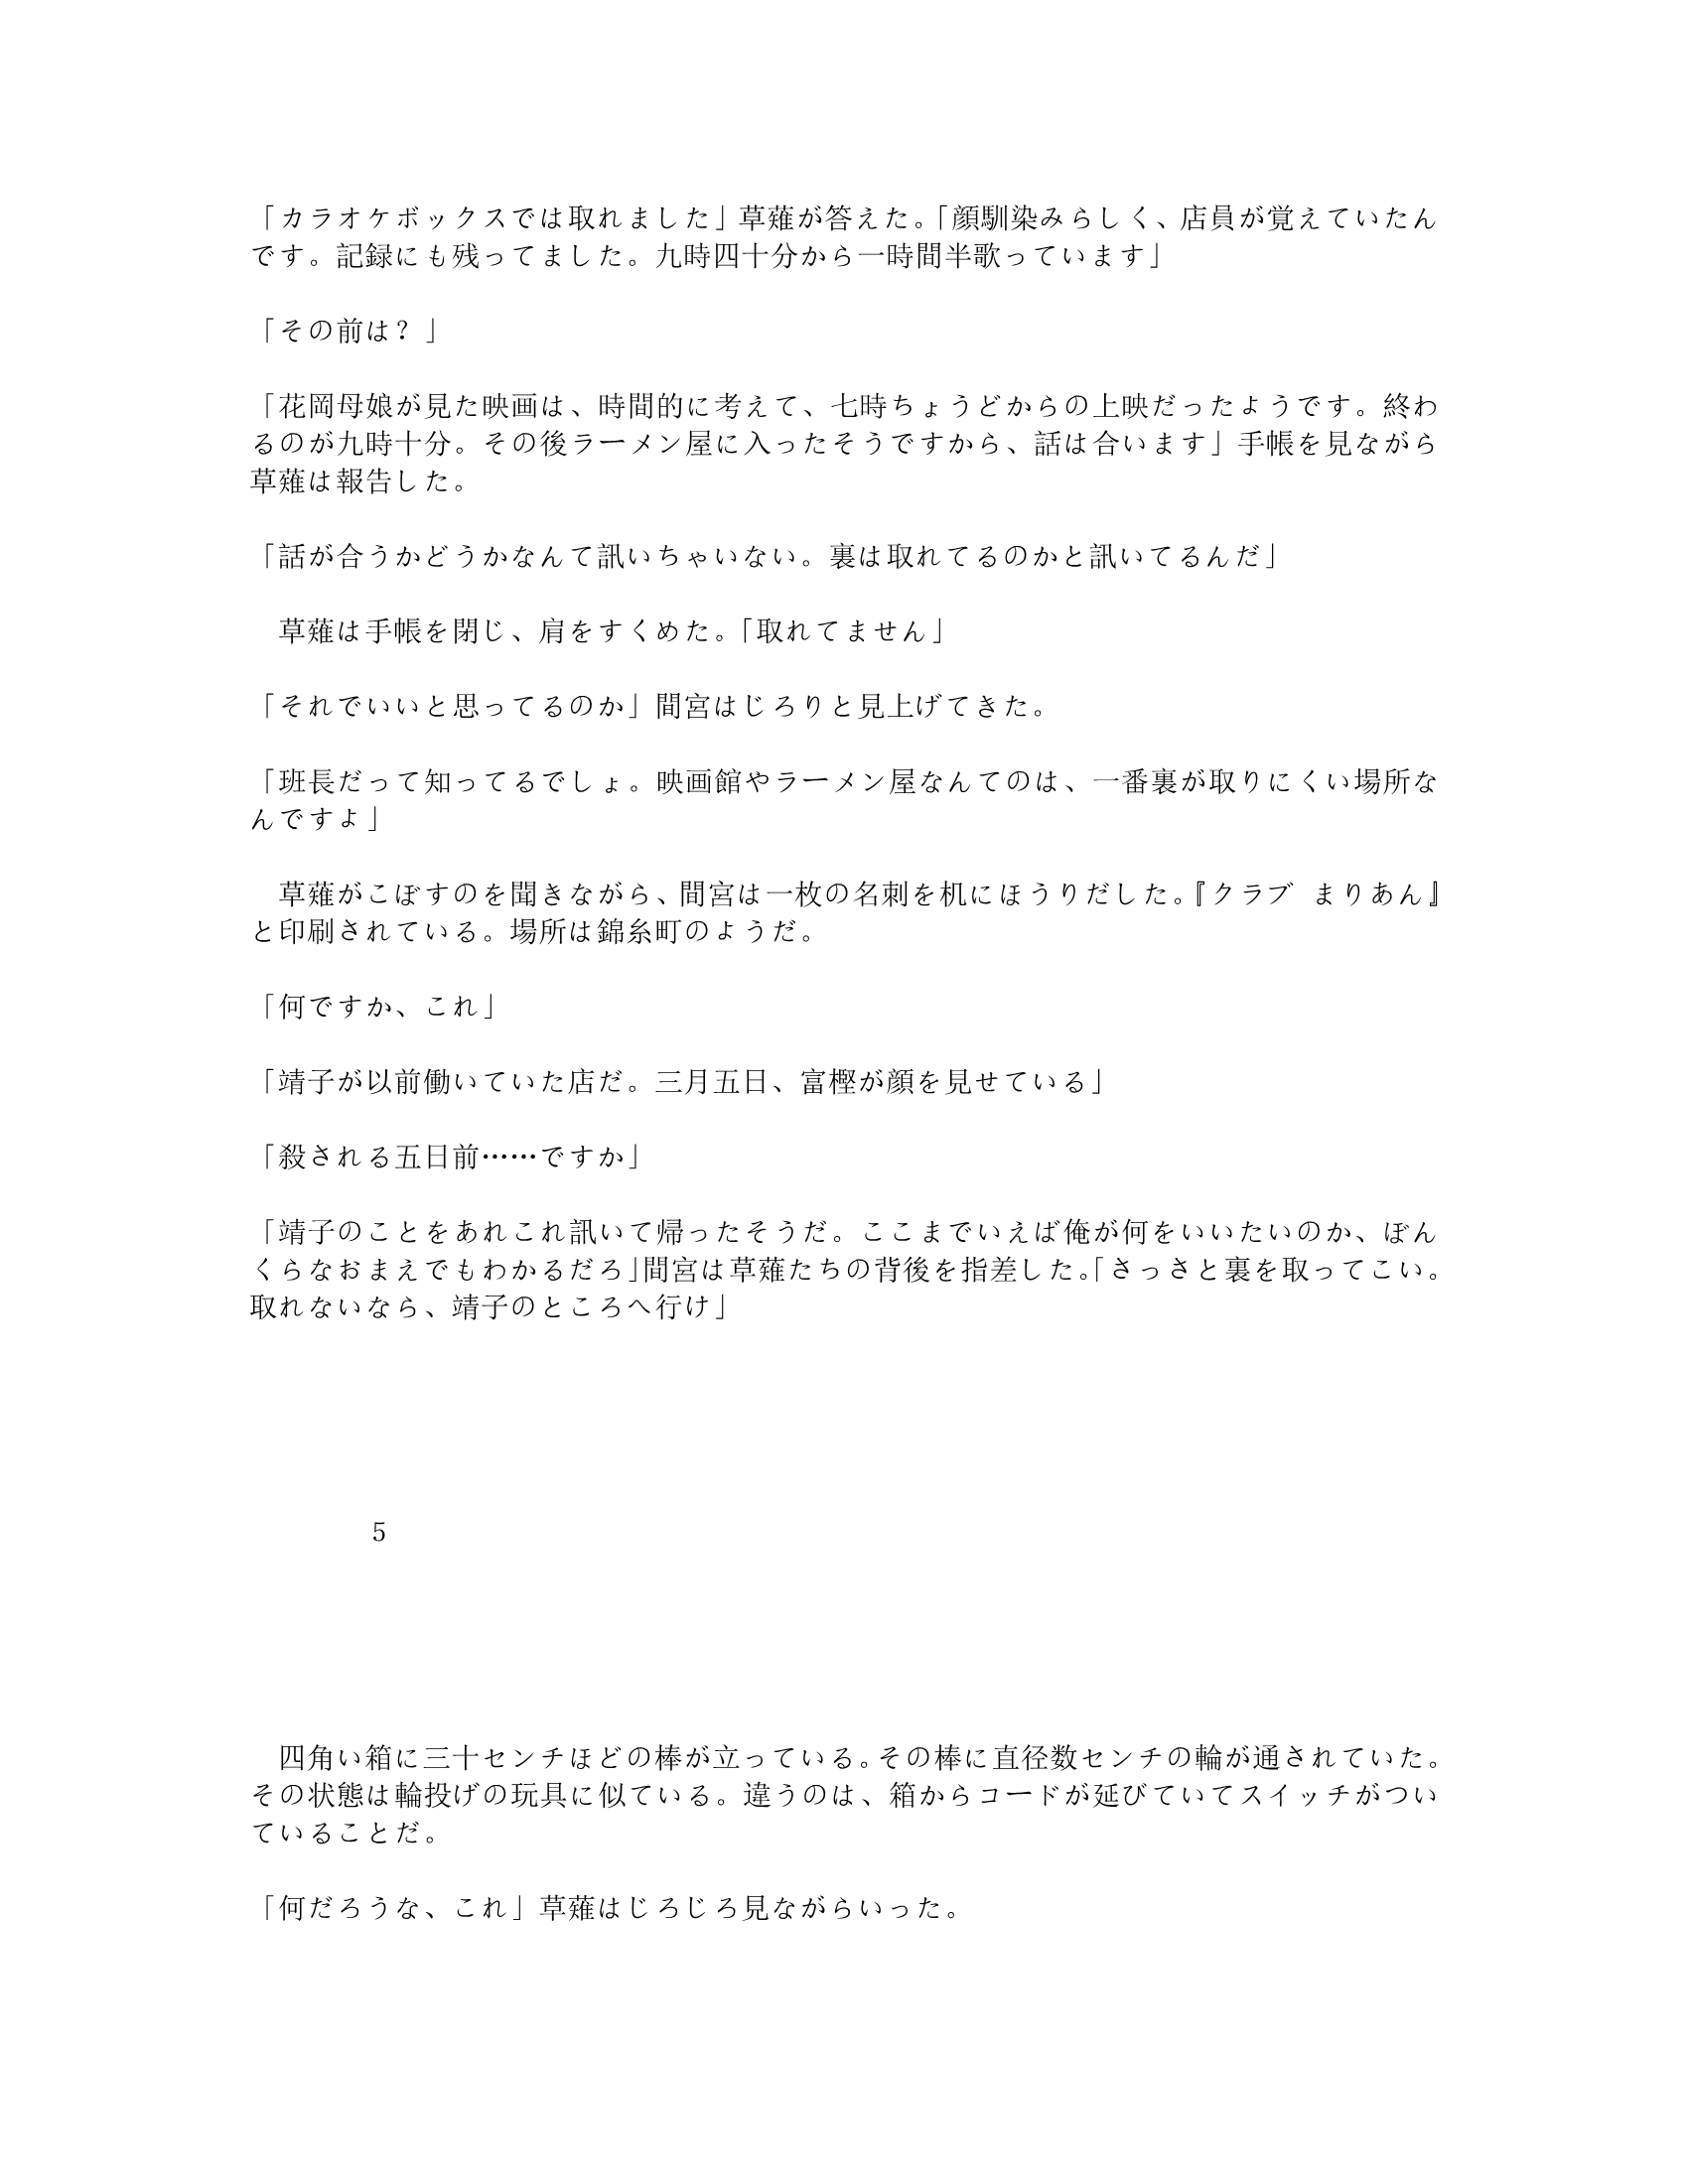 「カラオケボックスでは取れました」草薙が答えた。「顔馴染みらしく、店員が覚えていたん
です。記録にも残ってました。九時四十分から一時間半歌っています」
「その前は？」
「花岡母娘が見た映画は、時間的に考えて、七時ちょうどからの上映だったようです。終わ
るのが九時十分。その後ラーメン屋に入ったそうですから、話は合います」手帳を見ながら
草薙は報告した。
「話が合うかどうかなんて訊いちゃいない。裏は取れてるのかと訊いてるんだ」
　草薙は手帳を閉じ、肩をすくめた。「取れてません」
「それでいいと思ってるのか」間宮はじろりと見上げてきた。
「班長だって知ってるでしょ。映画館やラーメン屋なんてのは、一番裏が取りにくい場所な
んですよ」
　草薙がこぼすのを聞きながら、間宮は一枚の名刺を机にほうりだした。『クラブ　まりあん』
と印刷されている。場所は錦糸町のようだ。
「何ですか、これ」
「靖子が以前働いていた店だ。三月五日、富樫が顔を見せている」
「殺される五日前……ですか」
「靖子のことをあれこれ訊いて帰ったそうだ。ここまでいえば俺が何をいいたいのか、ぼん
くらなおまえでもわかるだろ」間宮は草薙たちの背後を指差した。「さっさと裏を取ってこい。
取れないなら、靖子のところへ行け」
5
　四角い箱に三十センチほどの棒が立っている。その棒に直径数センチの輪が通されていた。
その状態は輪投げの玩具に似ている。違うのは、箱からコードが延びていてスイッチがつい
ていることだ。
「何だろうな、これ」草薙はじろじろ見ながらいった。